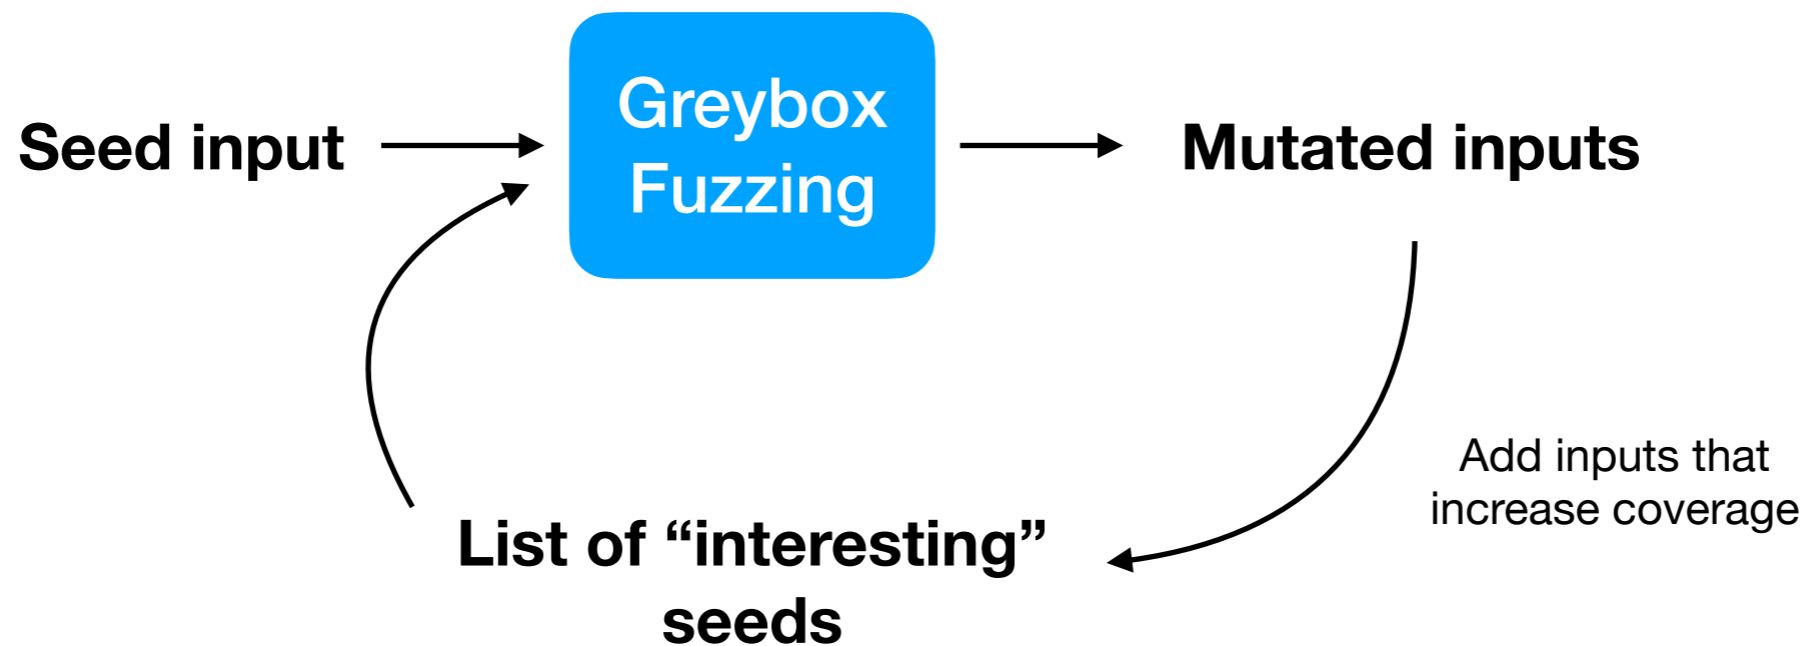 Seed input
Greybox
Fuzzing
Mutated inputs
Add inputs that
increase coverage
List of “interesting”
seeds